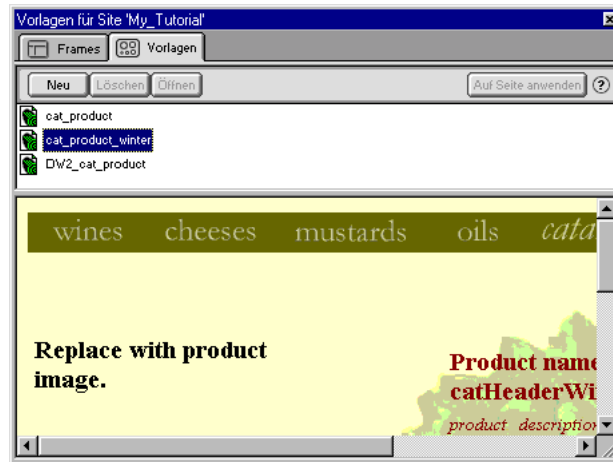 Vorlagen für Site 'My_Tutorial'
Frames Vorlagen
Neu Löschen Öffnen Auf Seite anwenden ?
cat_product
cat_product_winter
DW2_cat_product
wines cheeses mustards oils cata
Replace with product
image.
Product name
catHeaderWi
product description